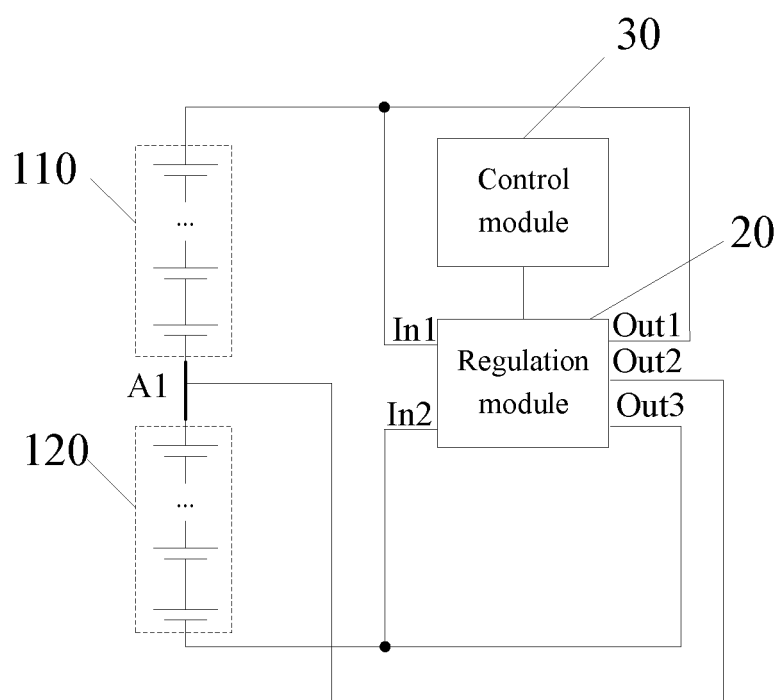 30
110
Control
module
20
In1
Out1
Regulation
module
Out2
A1
In2
Out3
120
...
...